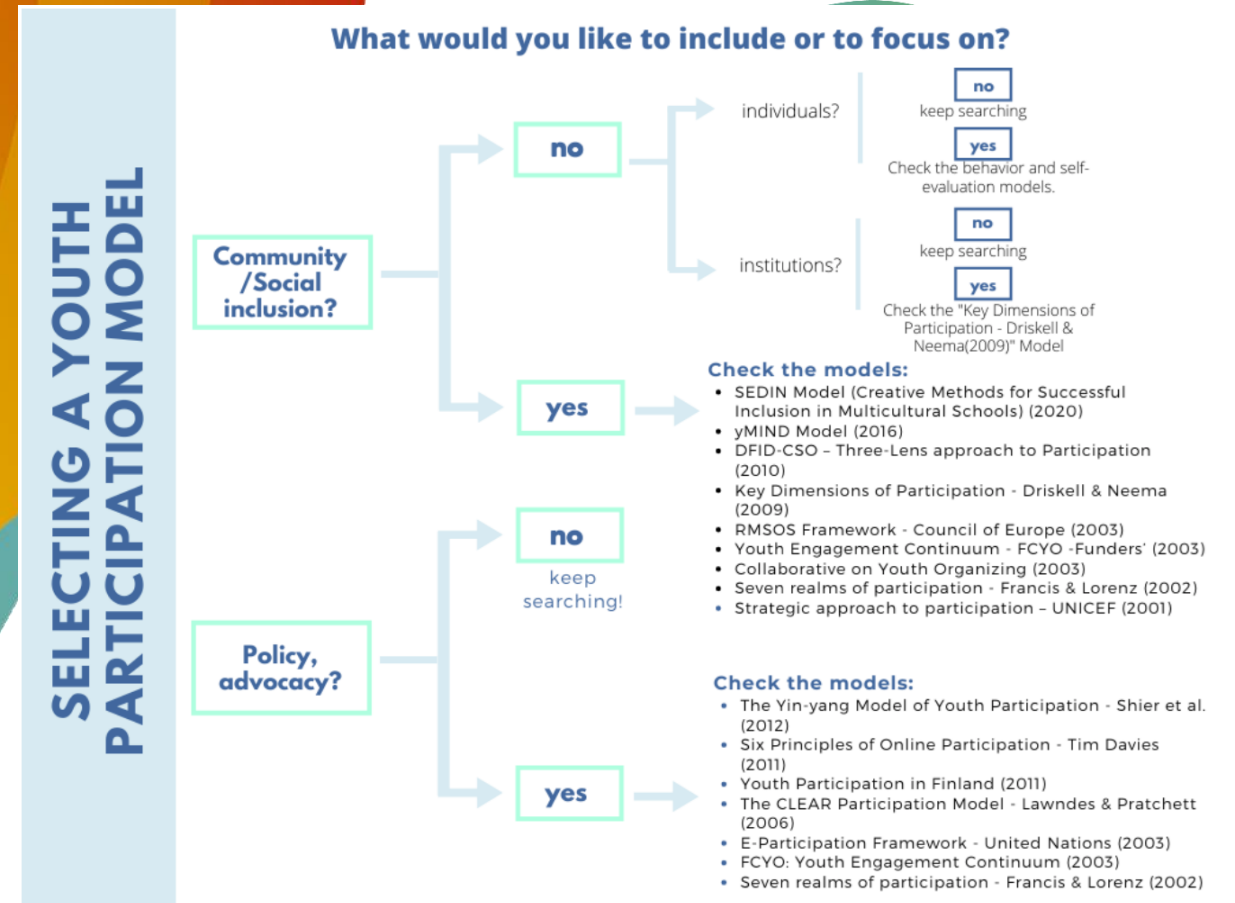 SELECTING A YOUTH
PARTICIPATION MODEL
What would you like to include or to focus on?
Community
/Social
inclusion?
no
individuals?
no
keep searching
yes
Check the behavior and self-
evaluation models.
institutions?
no
keep searching
yes
Check the "Key Dimensions of
Participation - Driskell &
Neema(2009)" Model
yes
Check the models:
• SEDIN Model (Creative Methods for Successful
Inclusion in Multicultural Schools) (2020)
• yMIND Model (2016)
• DFID-CSO – Three-Lens approach to Participation
(2010)
• Key Dimensions of Participation - Driskell & Neema
(2009)
• RMSOS Framework - Council of Europe (2003)
• Youth Engagement Continuum - FCYO -Funders’ (2003)
• Collaborative on Youth Organizing (2003)
• Seven realms of participation - Francis & Lorenz (2002)
• Strategic approach to participation – UNICEF (2001)
Policy,
advocacy?
no
keep
searching!
yes
Check the models:
• The Yin-yang Model of Youth Participation - Shier et al.
(2012)
• Six Principles of Online Participation - Tim Davies
(2011)
• Youth Participation in Finland (2011)
• The CLEAR Participation Model - Lawndes & Pratchett
(2006)
• E-Participation Framework - United Nations (2003)
• FCYO: Youth Engagement Continuum (2003)
• Seven realms of participation - Francis & Lorenz (2002)